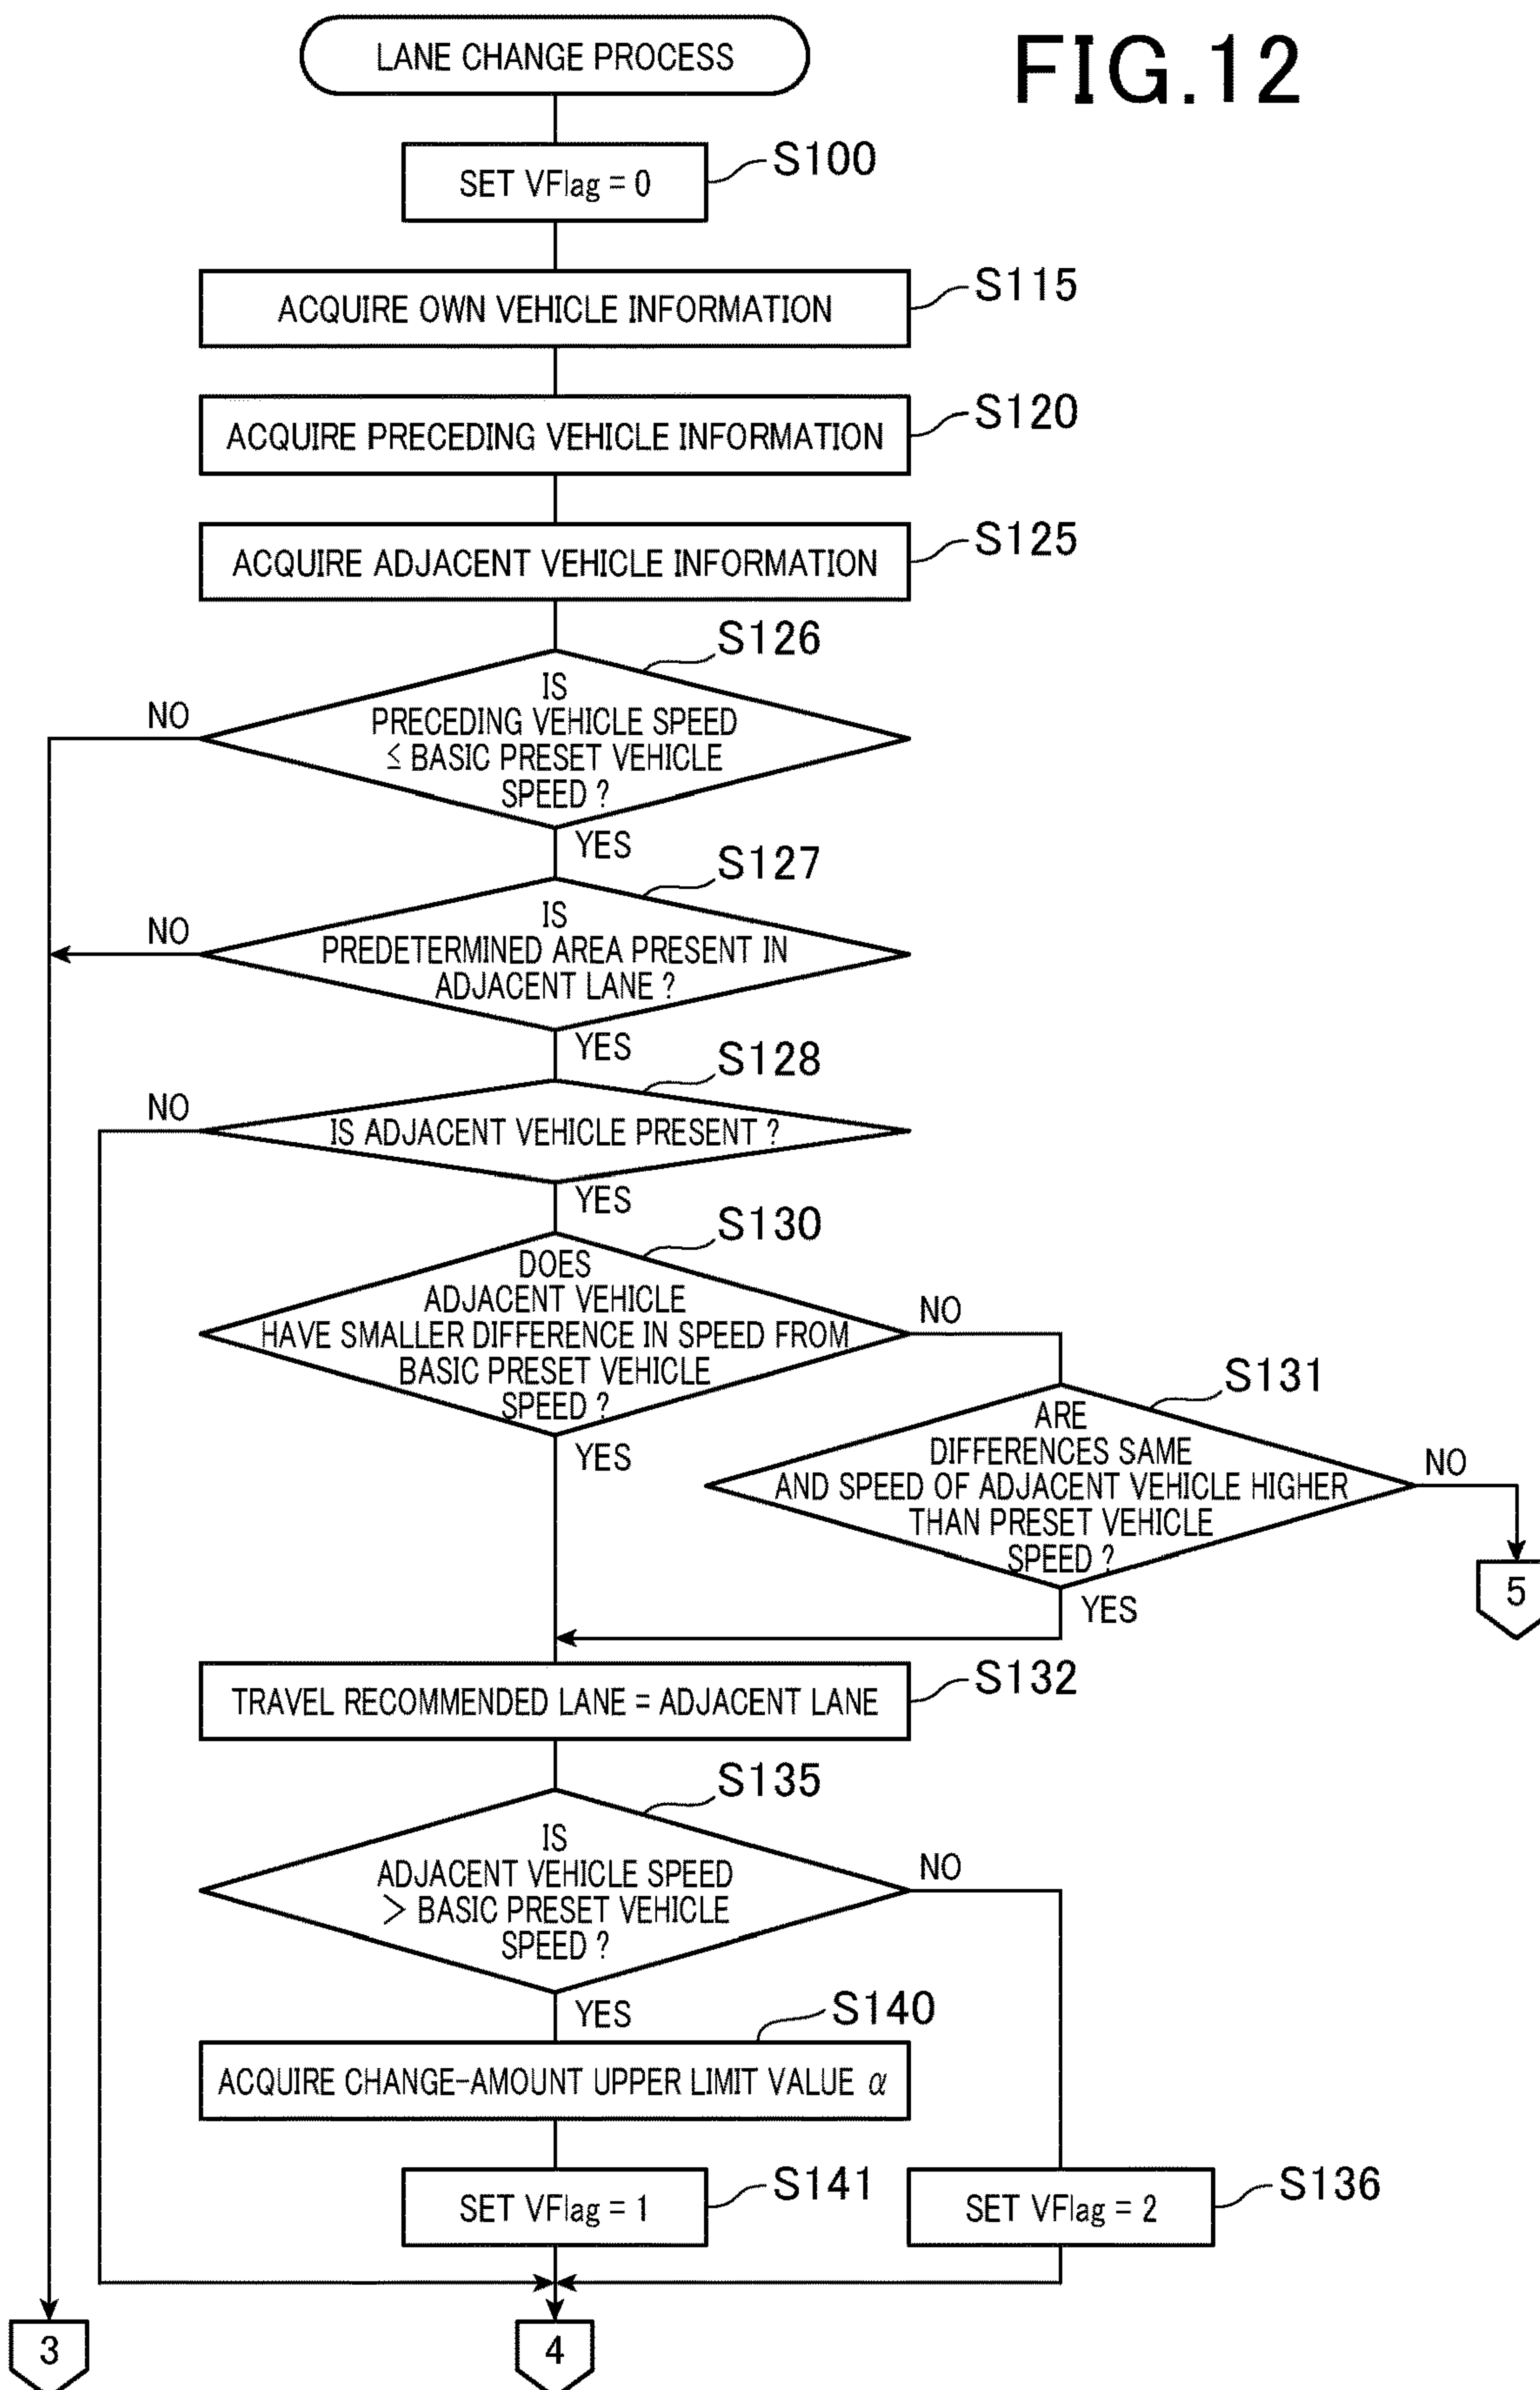 FIG.12
LANE CHANGE PROCESS
S100
SET VFlag = 0
S115
ACQUIRE OWN VEHICLE INFORMATION
S120
ACQUIRE PRECEDING VEHICLE INFORMATION
S125
ACQUIRE ADJACENT VEHICLE INFORMATION
S126
IS
PRECEDING VEHICLE SPEED
≤ BASIC PRESET VEHICLE
SPEED ?
NO
YES
S127
IS
PREDETERMINED AREA PRESENT IN
ADJACENT LANE ?
NO
YES
S128
IS ADJACENT VEHICLE PRESENT ?
NO
YES
S130
DOES
ADJACENT VEHICLE
HAVE SMALLER DIFFERENCE IN SPEED FROM
BASIC PRESET VEHICLE
SPEED ?
NO
YES
S131
ARE
DIFFERENCES SAME
AND SPEED OF ADJACENT VEHICLE HIGHER
THAN PRESET VEHICLE
SPEED ?
NO
YES
5
S132
TRAVEL RECOMMENDED LANE = ADJACENT LANE
S135
IS
ADJACENT VEHICLE SPEED
> BASIC PRESET VEHICLE
SPEED ?
NO
YES
S140
ACQUIRE CHANGE-AMOUNT UPPER LIMIT VALUE α
S141
SET VFlag = 1
S136
SET VFlag = 2
3
4